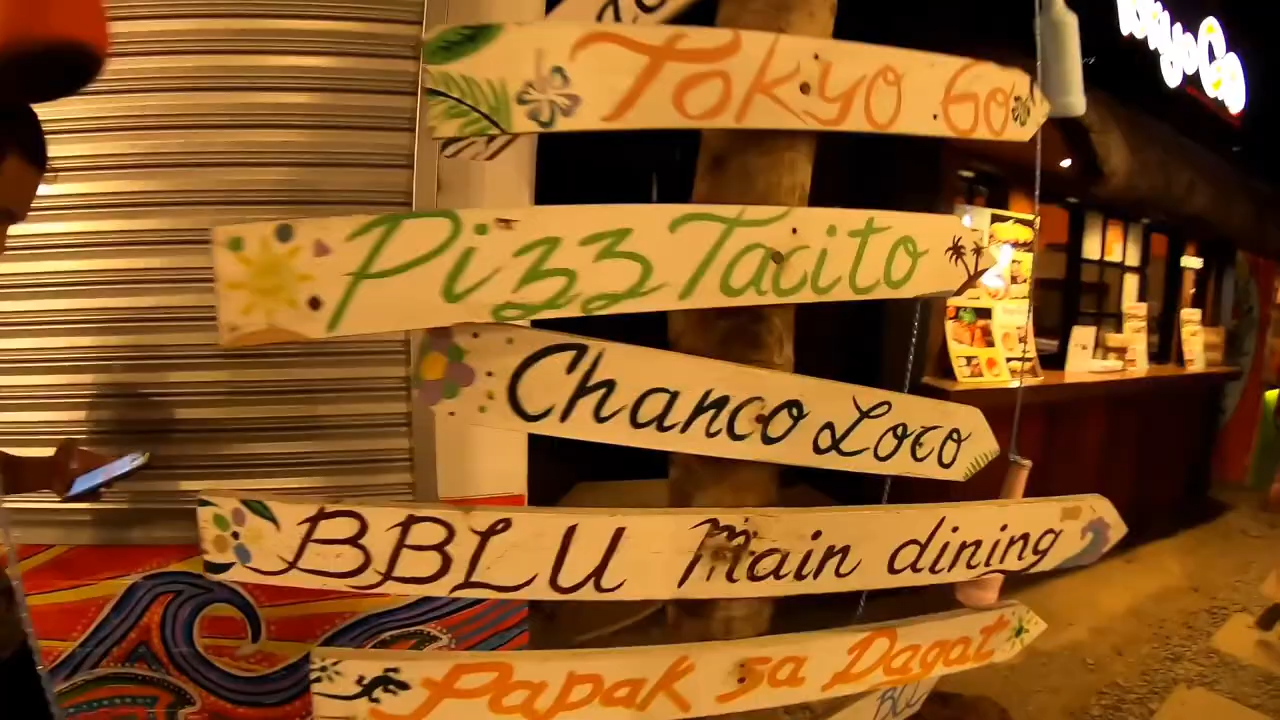 Tokyo Go
PizzTacito
Chanco Loco
BBLU Main dining
Papak sa Dagat